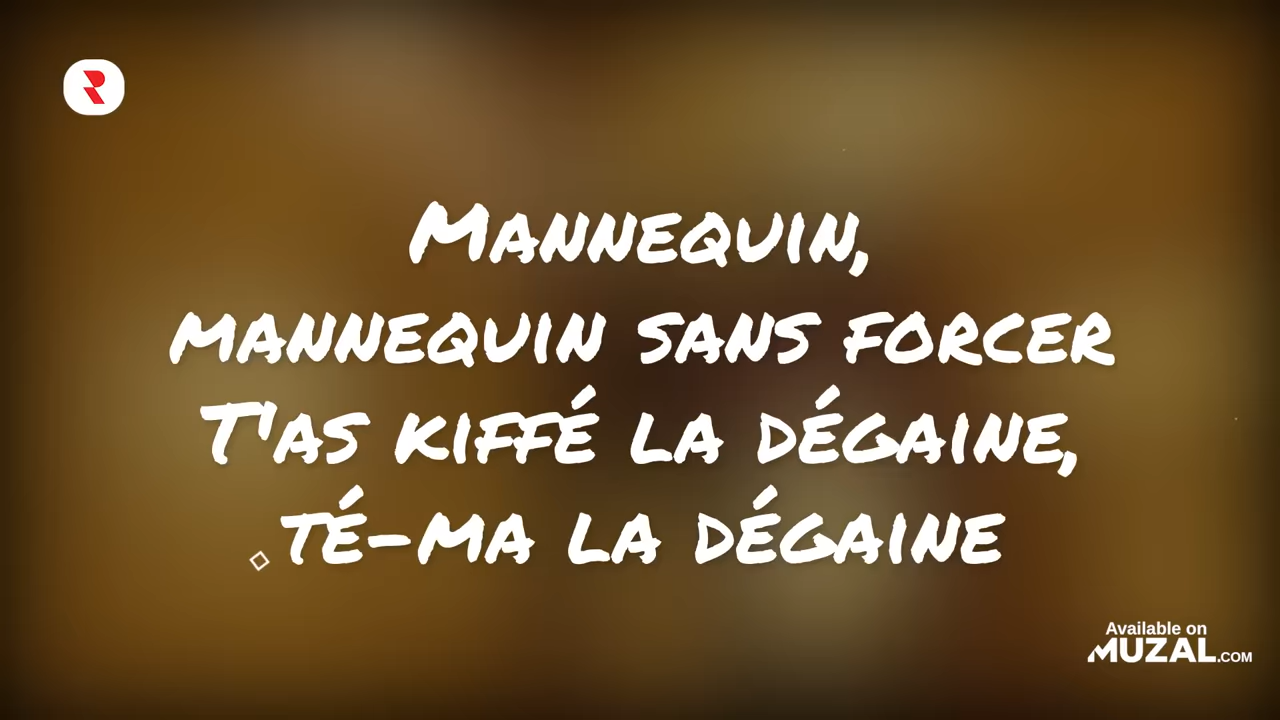 Mannequin,
mannequin sans forcer
T'as kiffé la dégaine,
té-ma la dégaine
Available on
MUZAL.COM